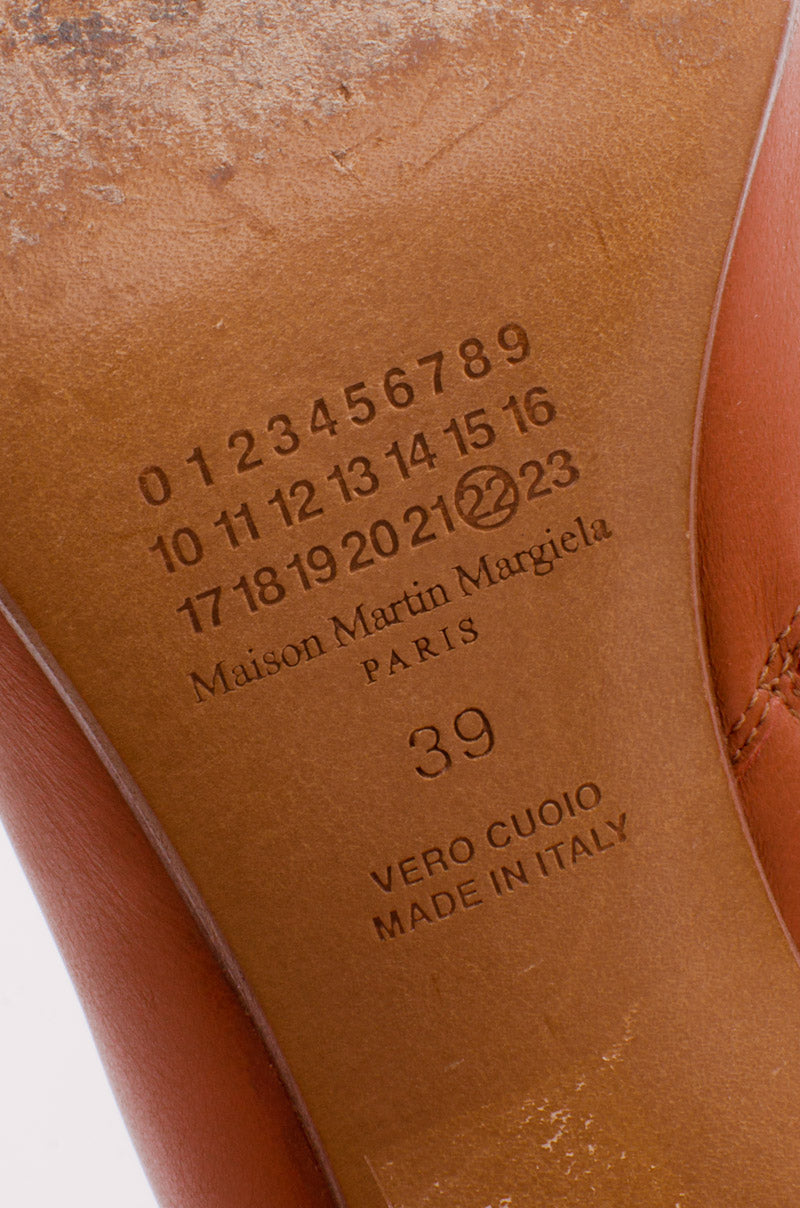 0 1 2 3 4 5 6 7 8 9
10 11 12 13 14 15 16
17 18 19 20 21 22 23
Maison Martin Margiela
PARIS
39
VERO CUOIO
MADE IN ITALY